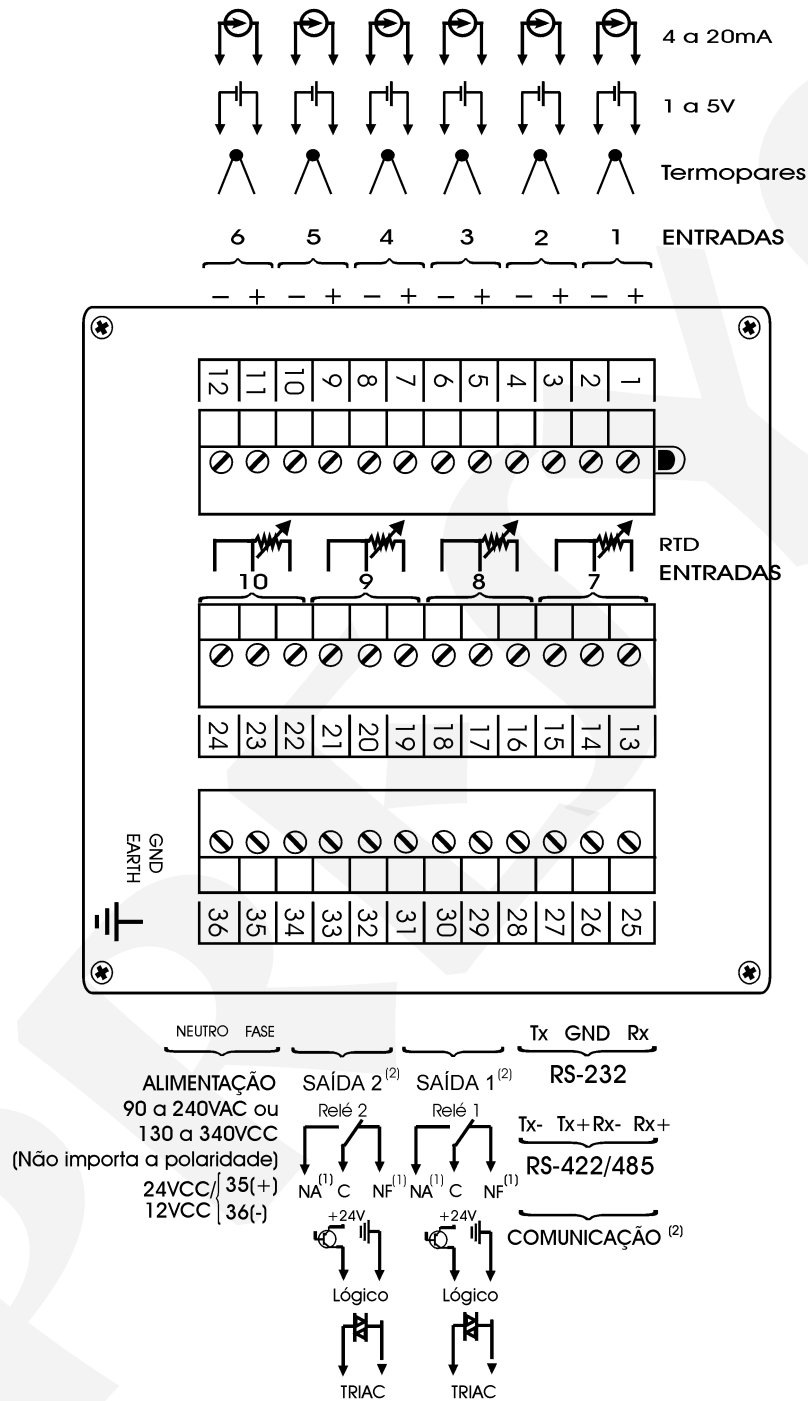 4 a 20mA
1 a 5V
Termopares
6 5 4 3 2 1 ENTRADAS
− + − + − + − + − + − +
12 11 10 9 8 7 6 5 4 3 2 1
RTD
ENTRADAS
10 9 8 7
24 23 22 21 20 19 18 17 16 15 14 13
GND
EARTH
36 35 34 33 32 31 30 29 28 27 26 25
NEUTRO FASE
ALIMENTAÇÃO
90 a 240VAC ou
130 a 340VCC
(Não importa a polaridade)
24VCC/ 35(+)
12VCC 36(-)
SAÍDA 2 (2) SAÍDA 1 (2)
Relé 2 Relé 1
NA (1) C NF (1) NA (1) C NF (1)
+24V +24V
Lógico Lógico
TRIAC TRIAC
Tx GND Rx
RS-232
Tx- Tx+ Rx- Rx+
RS-422/485
COMUNICAÇÃO (2)
PRESYS